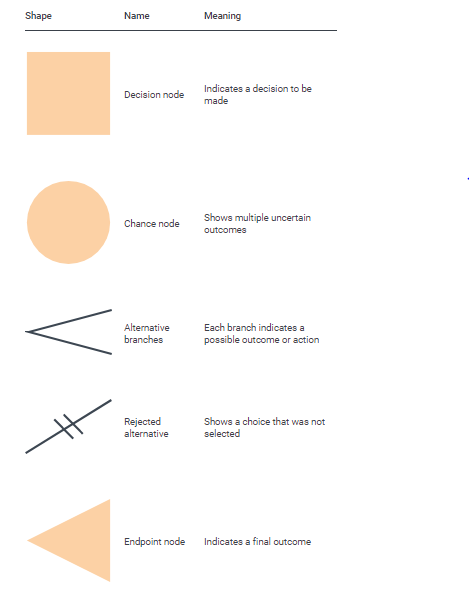 Shape Name Meaning
Decision node
Indicates a decision to be
made
Chance node
Shows multiple uncertain
outcomes
Alternative
branches
Each branch indicates a
possible outcome or action
Rejected
alternative
Shows a choice that was not
selected
Endpoint node
Indicates a final outcome